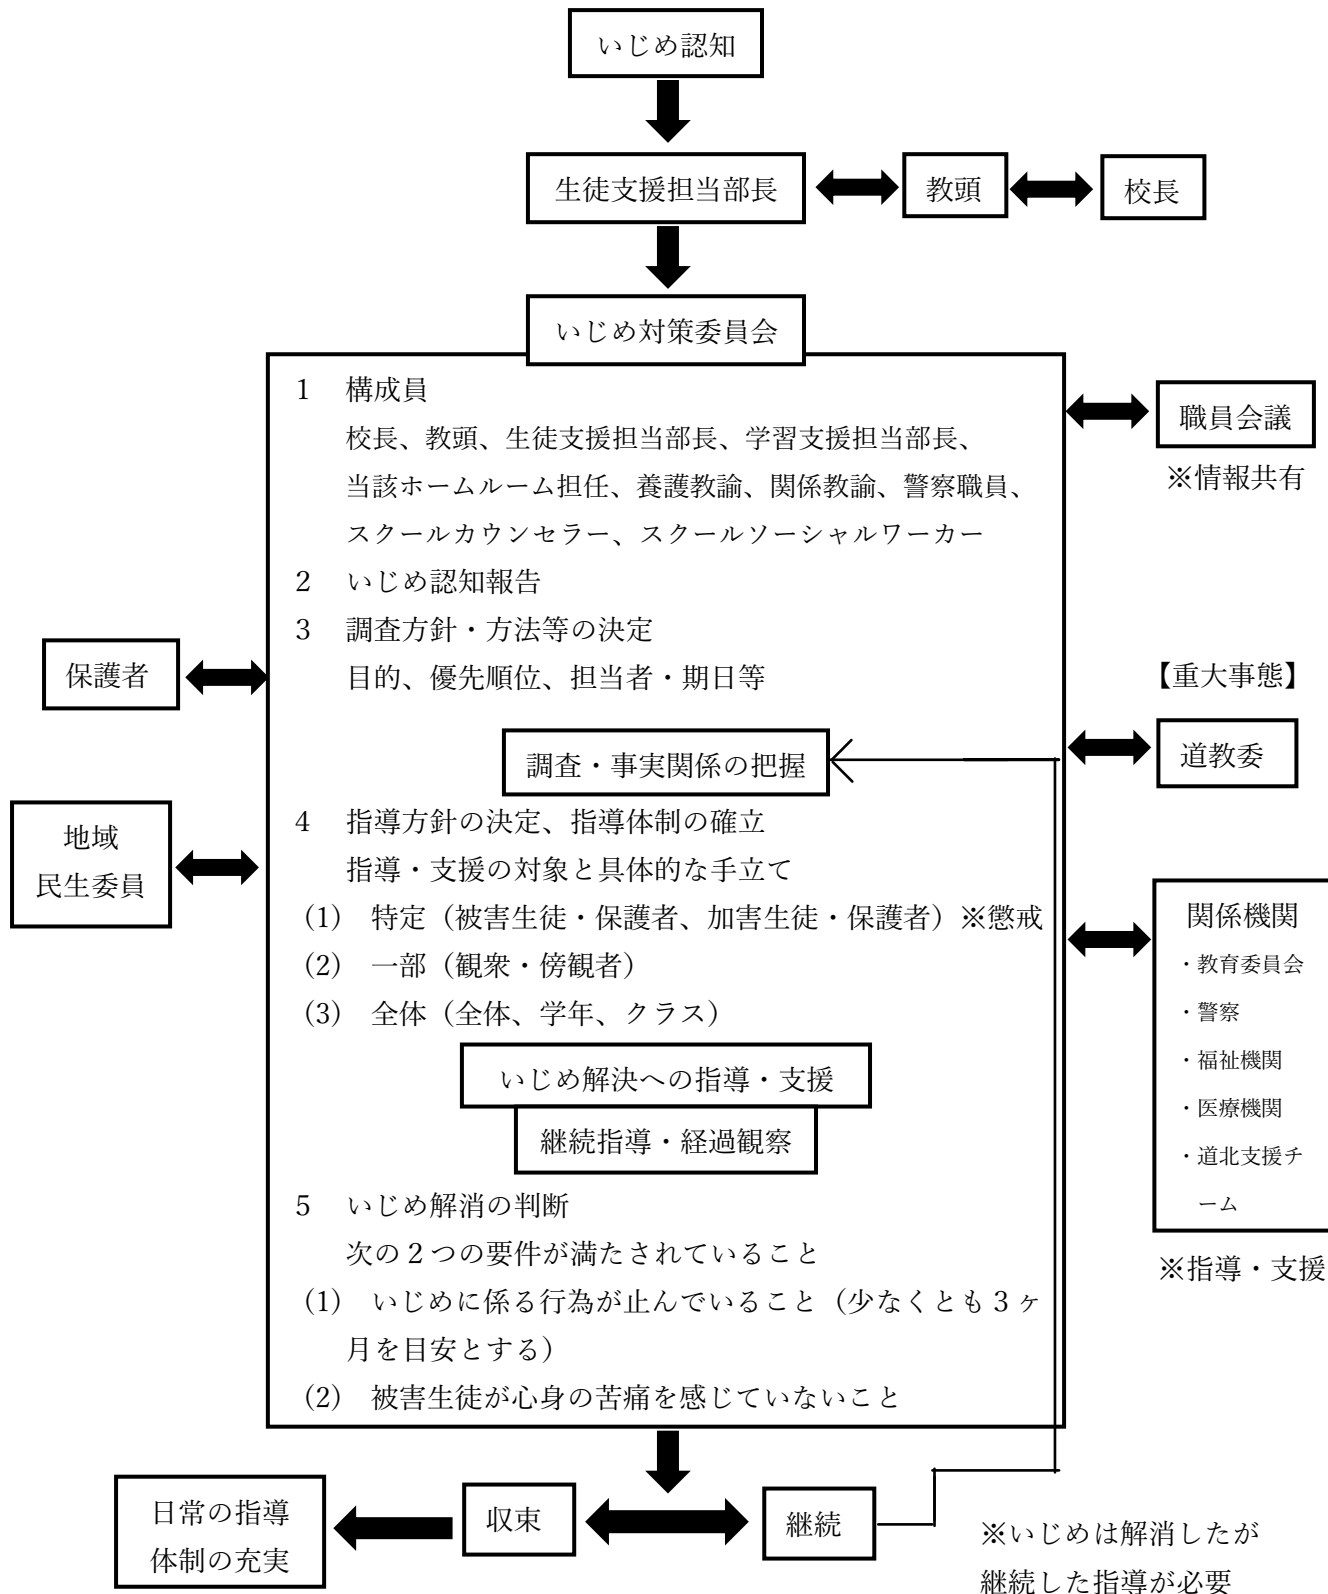 いじめ認知
生徒支援担当部長
教頭
校長
いじめ対策委員会
1 構成員
校長、教頭、生徒支援担当部長、学習支援担当部長、
当該ホームルーム担任、養護教諭、関係教諭、警察職員、
スクールカウンセラー、スクールソーシャルワーカー
2 いじめ認知報告
3 調査方針・方法等の決定
目的、優先順位、担当者・期日等
調査・事実関係の把握
4 指導方針の決定、指導体制の確立
指導・支援の対象と具体的な手立て
(1) 特定(被害生徒・保護者、加害生徒・保護者)※懲戒
(2) 一部(観衆・傍観者)
(3) 全体(全体、学年、クラス)
いじめ解決への指導・支援
継続指導・経過観察
5 いじめ解消の判断
次の2つの要件が満たされていること
(1) いじめに係る行為が止んでいること(少なくとも3ヶ
月を目安とする)
(2) 被害生徒が心身の苦痛を感じていないこと
保護者
地域
民生委員
職員会議
※情報共有
【重大事態】
道教委
関係機関
・教育委員会
・警察
・福祉機関
・医療機関
・道北支援チ
ーム
※指導・支援
日常の指導
体制の充実
収束
継続
※いじめは解消したが
継続した指導が必要